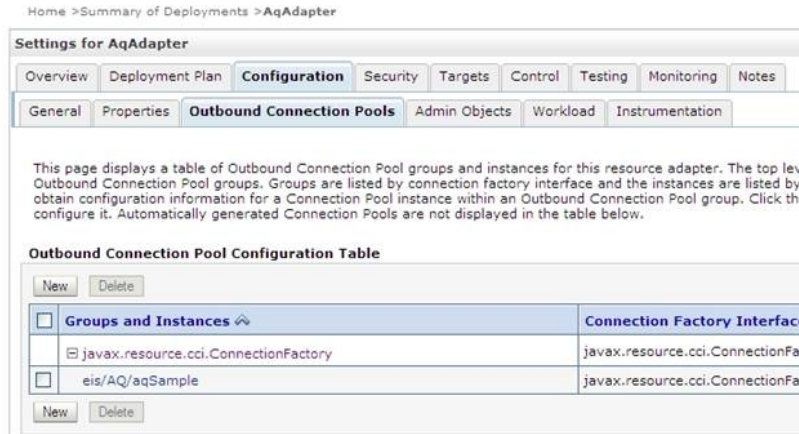 Home >Summary of Deployments >AqAdapter
Settings for AqAdapter
Overview Deployment Plan Configuration Security Targets Control Testing Monitoring Notes
General Properties Outbound Connection Pools Admin Objects Workload Instrumentation
This page displays a table of Outbound Connection Pool groups and instances for this resource adapter. The top lev
Outbound Connection Pool groups. Groups are listed by connection factory interface and the instances are listed by
obtain configuration information for a Connection Pool instance within an Outbound Connection Pool group. Click th
configure it. Automatically generated Connection Pools are not displayed in the table below.
Outbound Connection Pool Configuration Table
New Delete
Groups and Instances Connection Factory Interface
javax.resource.cci.ConnectionFactory javax.resource.cci.ConnectionFa
eis/AQ/aqSample javax.resource.cci.ConnectionFa
New Delete